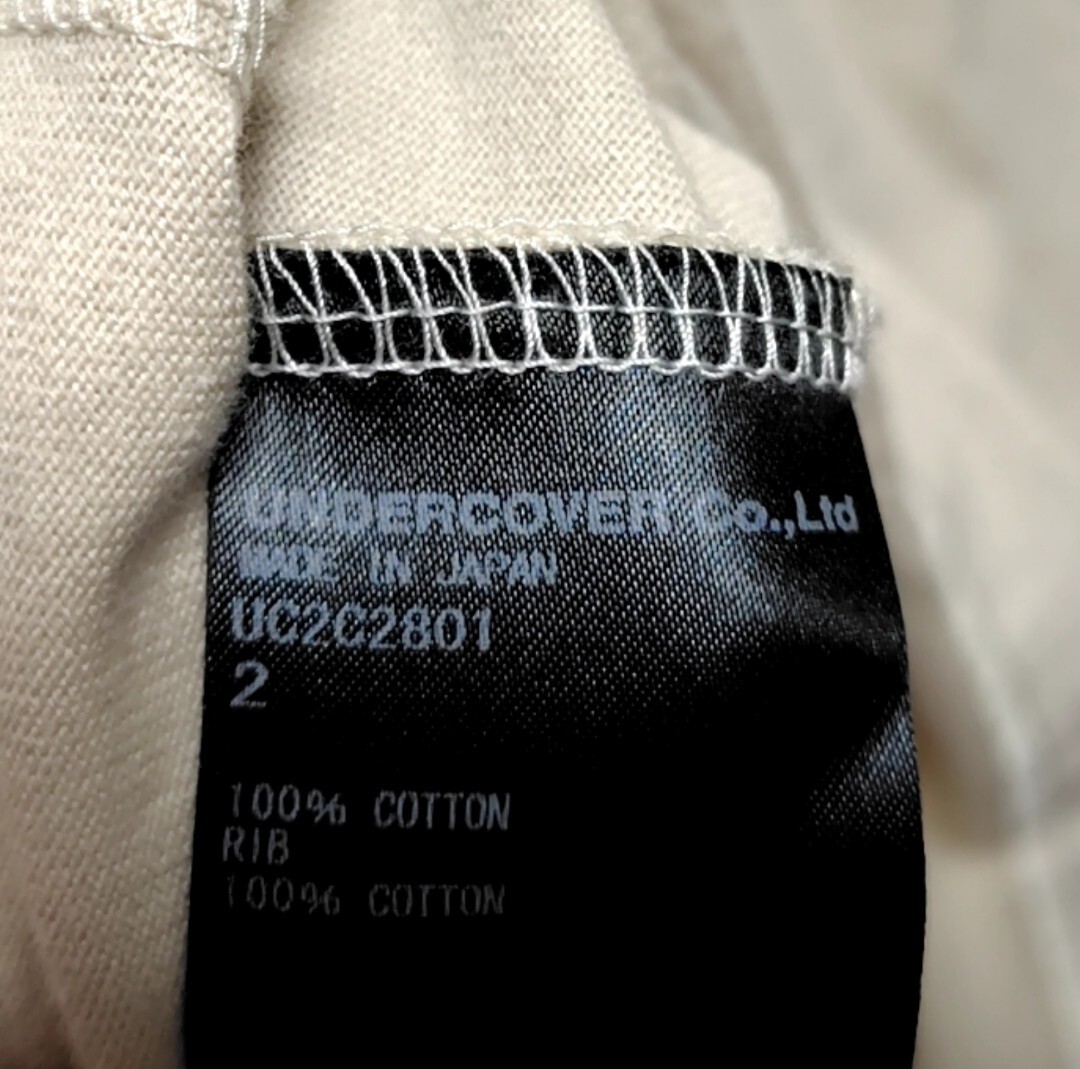 UNDERCOVER Co.,Ltd
MADE IN JAPAN
UC2C2801
2
100% COTTON
RIB
100% COTTON